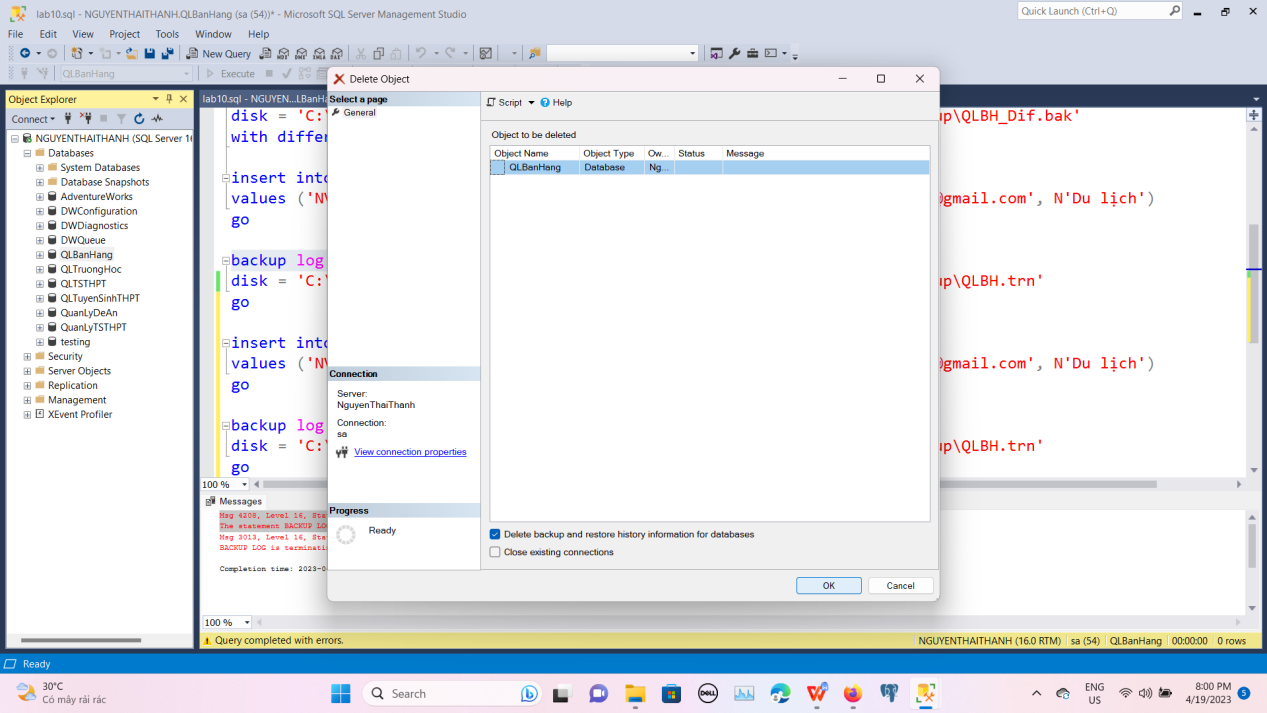 lab10.sql - NGUYENTHAITHANH.QLBanHang (sa (54))* - Microsoft SQL Server Management Studio
Quick Launch (Ctrl+Q)
File Edit View Project Tools Window Help
New Query
MDX DMX XMLA DAX
QLBanHang
Execute
Object Explorer
Connect
NGUYENTHAITHANH (SQL Server 16
Databases
System Databases
Database Snapshots
AdventureWorks
DWConfiguration
DWDiagnostics
DWQueue
QLBanHang
QLTruongHoc
QLTSTHPT
QLTuyenSinhTHPT
QuanLyDeAn
QuanLyTSTHPT
testing
Security
Server Objects
Replication
Management
XEvent Profiler
lab10.sql - NGUYEN...LBanHa
disk = 'C:\
up\QLBH_Dif.bak'
with differ
insert into
values ('NV
@gmail.com', N'Du lịch')
go
backup log
disk = 'C:\
up\QLBH.trn'
go
insert into
values ('NV
@gmail.com', N'Du lịch')
go
backup log
disk = 'C:\
up\QLBH.trn'
go
100 %
Messages
Msg 4208, Level 16, Sta
The statement BACKUP LO
Msg 3013, Level 16, Sta
BACKUP LOG is terminati
Completion time: 2023-0
100 %
Delete Object
Select a page
General
Script Help
Object to be deleted
Object Name Object Type Ow... Status Message
QLBanHang Database Ng...
Connection
Server:
NguyenThaiThanh
Connection:
sa
View connection properties
Progress
Ready
Delete backup and restore history information for databases
Close existing connections
OK Cancel
Query completed with errors.
NGUYENTHAITHANH (16.0 RTM) sa (54) QLBanHang 00:00:00 0 rows
Ready
30°C
Có mây rải rác
Search
DELL
ENG
US
8:00 PM
4/19/2023
5